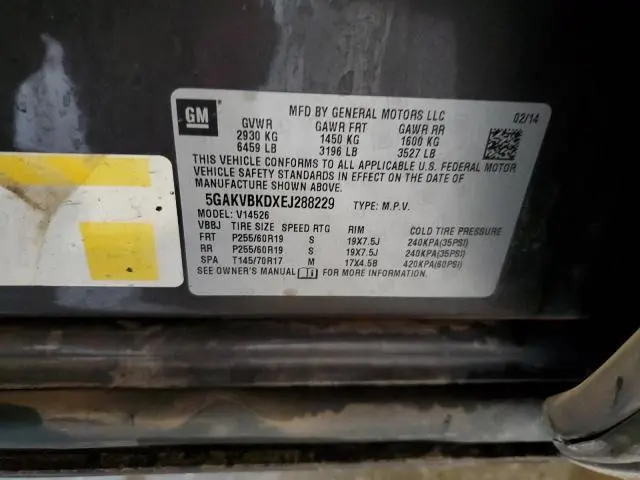 GM
MFD BY GENERAL MOTORS LLC
02/14
GVWR GAWR FRT GAWR RR
2930 KG 1450 KG 1600 KG
6459 LB 3196 LB 3527 LB
THIS VEHICLE CONFORMS TO ALL APPLICABLE U.S. FEDERAL MOTOR
VEHICLE SAFETY STANDARDS IN EFFECT ON THE DATE OF
MANUFACTURE SHOWN ABOVE.
5GAKVBKDXEJ288229 TYPE: M.P.V.
MODEL: V14526
VBBJ TIRE SIZE SPEED RTG RIM COLD TIRE PRESSURE
FRT P255/60R19 S 19X7.5J 240KPA(35PSI)
RR P255/60R19 S 19X7.5J 240KPA(35PSI)
SPA T145/70R17 M 17X4.5B 420KPA(60PSI)
SEE OWNER'S MANUAL FOR MORE INFORMATION.